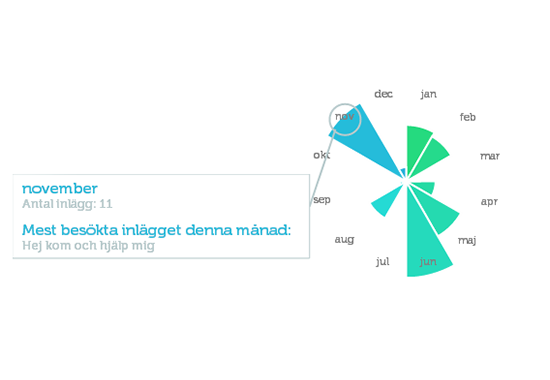 dec
jan
nov
feb
okt
mar
november
Antal inlägg: 11
sep
apr
Mest besökta inlägget denna månad:
Hej kom och hjälp mig
aug
maj
jul
jun